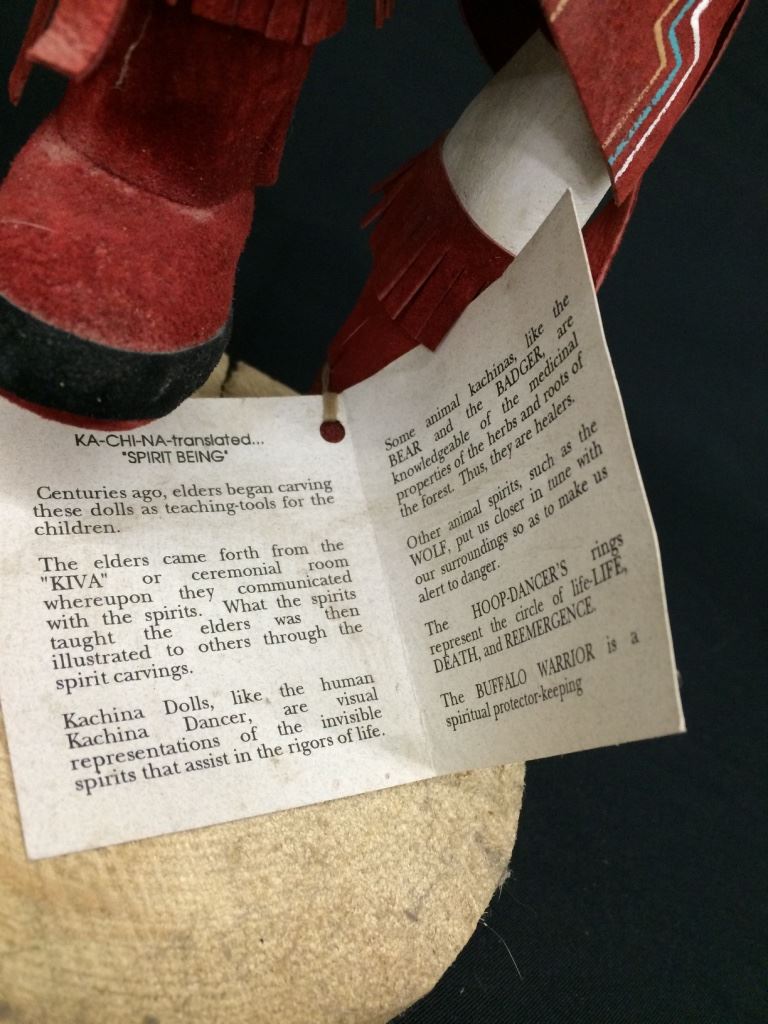 KA-CHI-NA-translated...
"SPIRIT BEING"
Centuries ago, elders began carving
these dolls as teaching-tools for the
children.
The elders came forth from the
"KIVA" or ceremonial room
whereupon they communicated
with the spirits. What the spirits
taught the elders was then
illustrated to others through the
spirit carvings.
Kachina Dolls, like the human
Kachina Dancer, are visual
representations of the invisible
spirits that assist in the rigors of life.
Some animal kachinas, like the
BEAR and the BADGER, are
knowledgeable of the medicinal
properties of the herbs and roots of
the forest. Thus, they are healers.
Other animal spirits, such as the
WOLF, put us closer in tune with
our surroundings so as to make us
alert to danger.
The HOOP-DANCER'S rings
represent the circle of life-LIFE,
DEATH, and REEMERGENCE.
The BUFFALO WARRIOR is a
spiritual protector-keeping